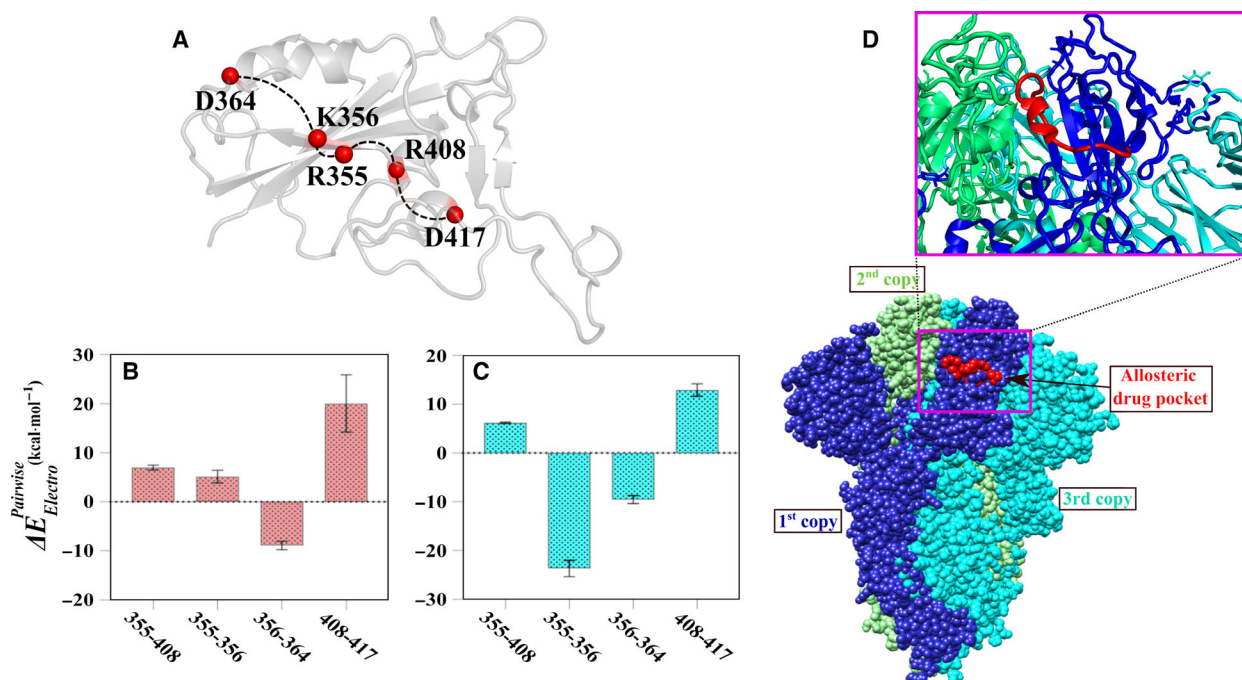 A
D364
K356
R355
R408
D417
B
ΔE Pairwise Electro (kcal·mol⁻¹)
30
20
10
0
−10
−20
355-408
355-356
356-364
408-417
C
20
10
0
−10
−20
−30
355-408
355-356
356-364
408-417
D
2nd copy
Allosteric
drug pocket
1st copy
3rd copy